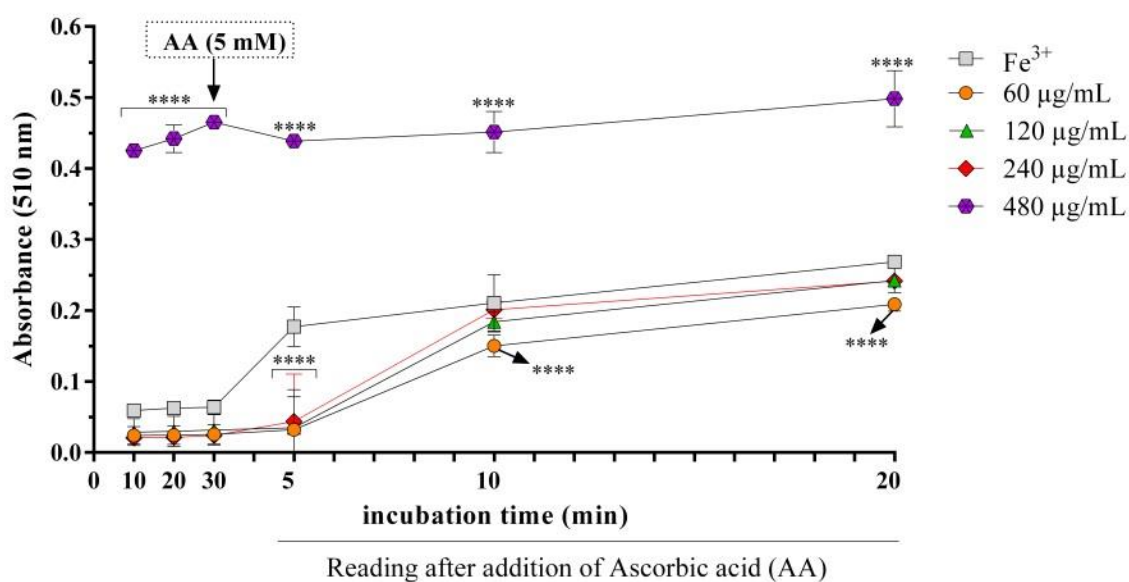 0.6
AA (5 mM)
****
****
****
****
0.5
0.4
0.3
0.2
0.1
0.0
Absorbance (510 nm)
****
****
****
0 10 20 30 5 10 20
incubation time (min)
Reading after addition of Ascorbic acid (AA)
Fe³⁺
60 µg/mL
120 µg/mL
240 µg/mL
480 µg/mL